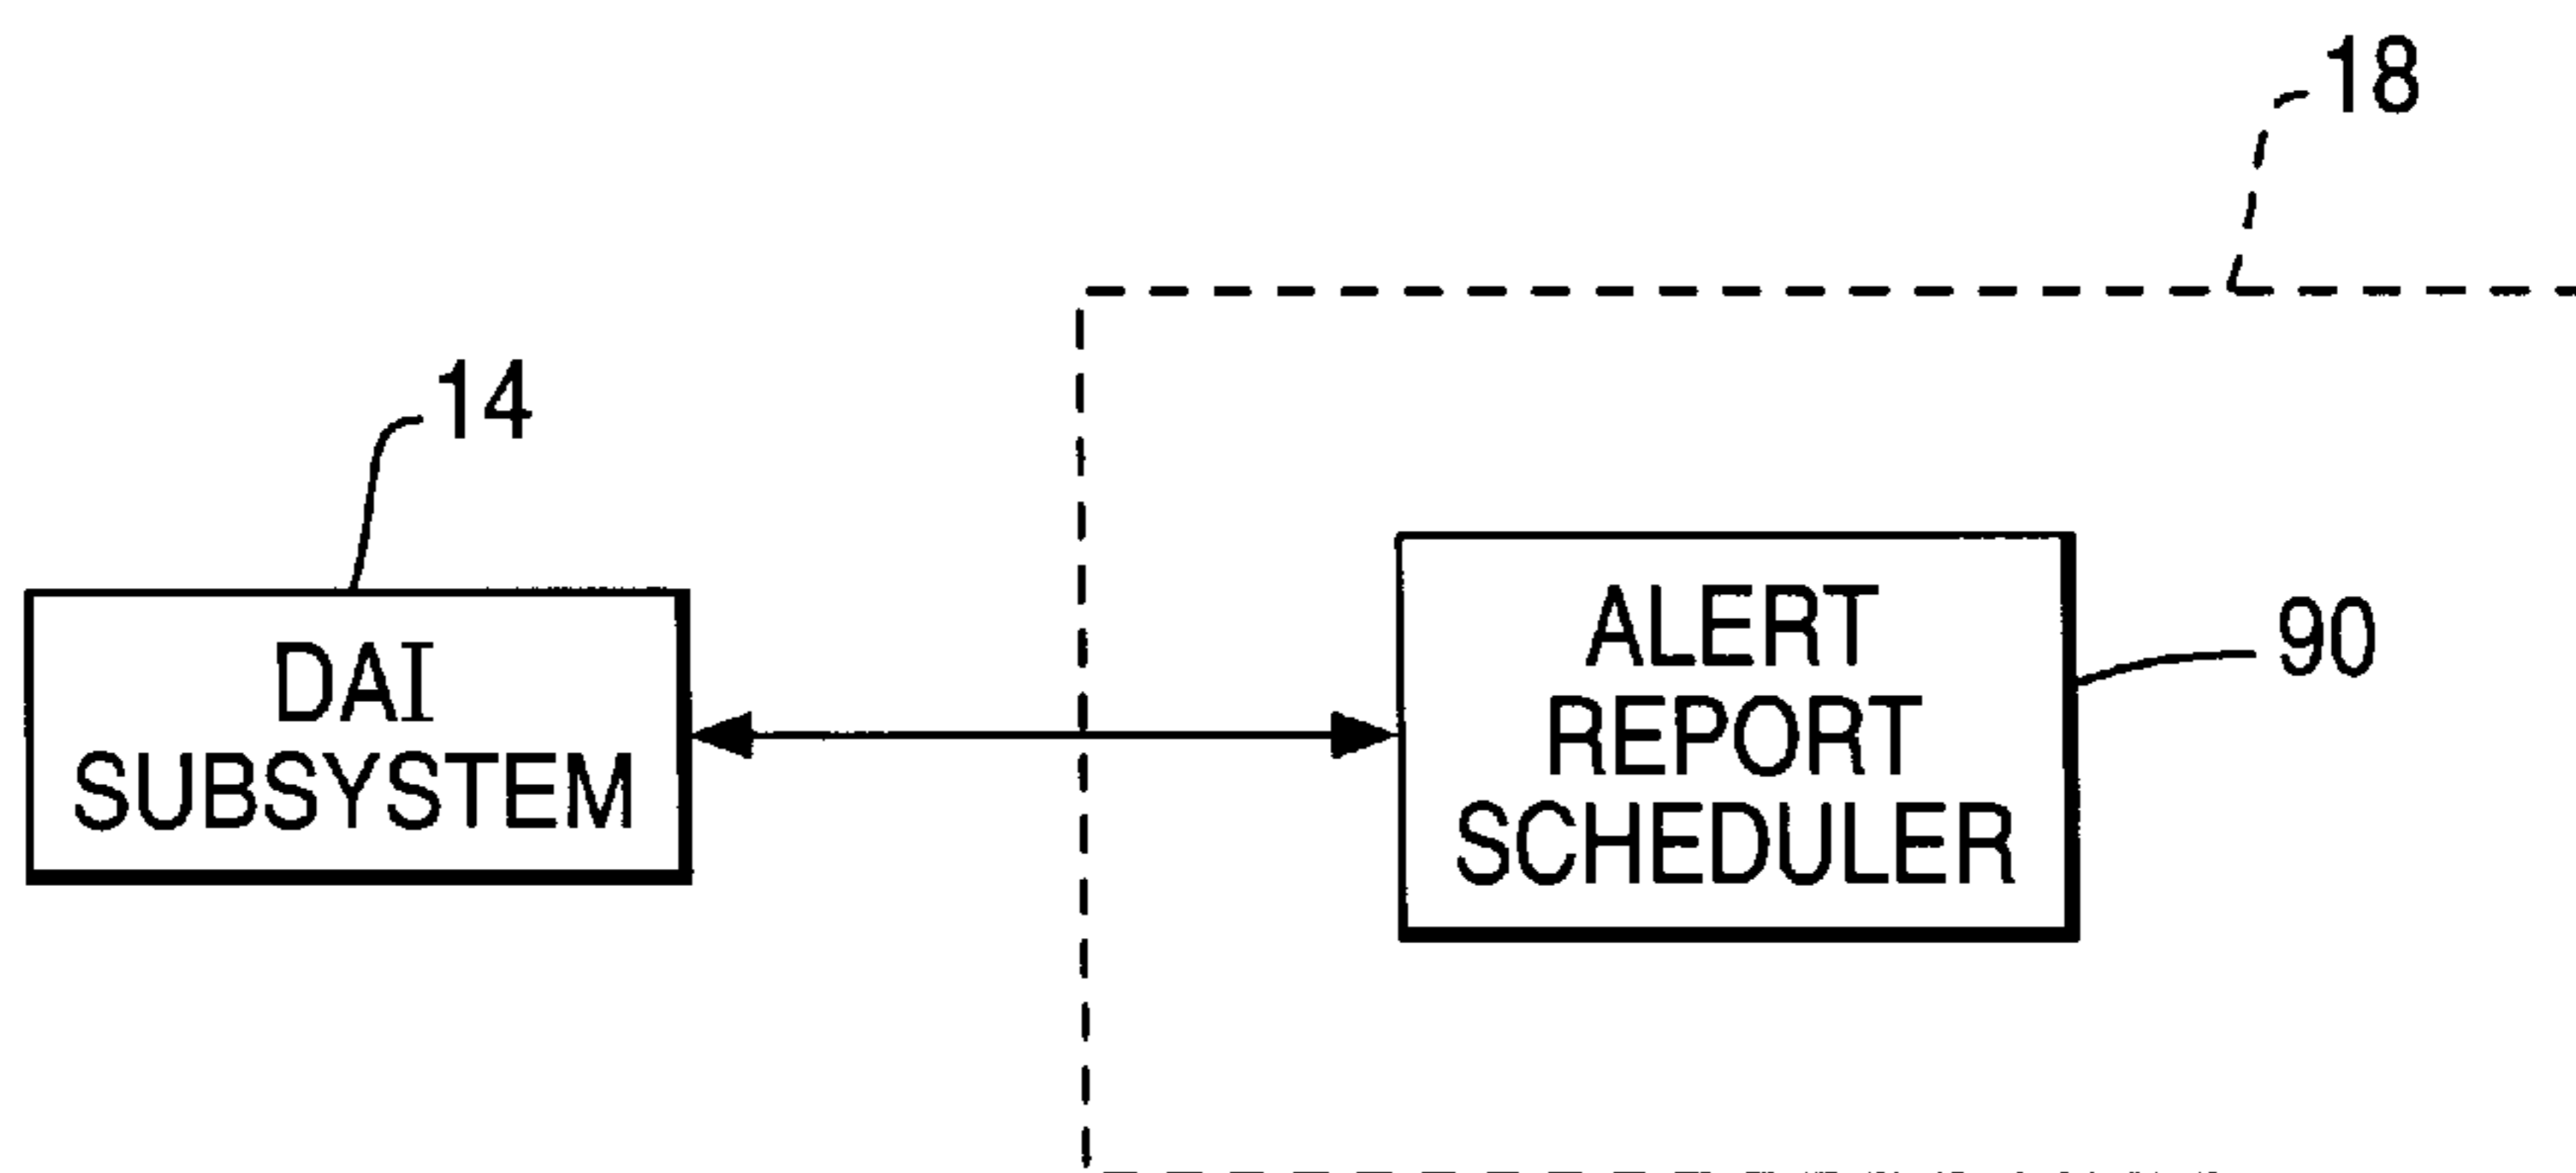 18
14
DAI
SUBSYSTEM
ALERT
REPORT
SCHEDULER
90